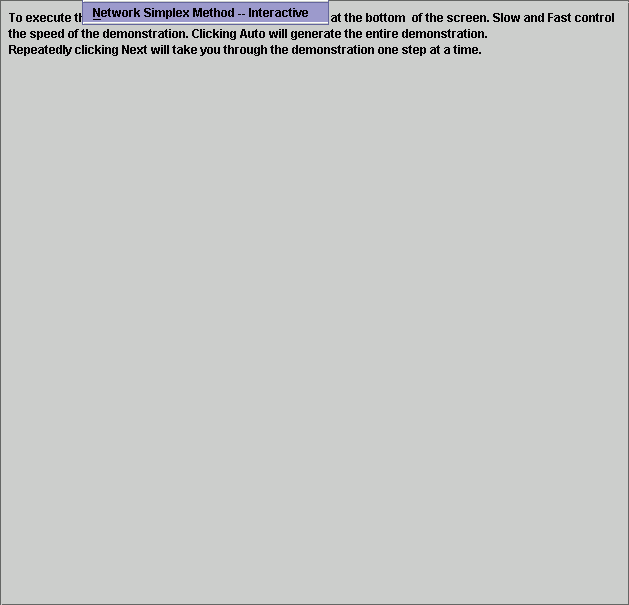 Network Simplex Method -- Interactive
To execute th at the bottom of the screen. Slow and Fast control
the speed of the demonstration. Clicking Auto will generate the entire demonstration.
Repeatedly clicking Next will take you through the demonstration one step at a time.